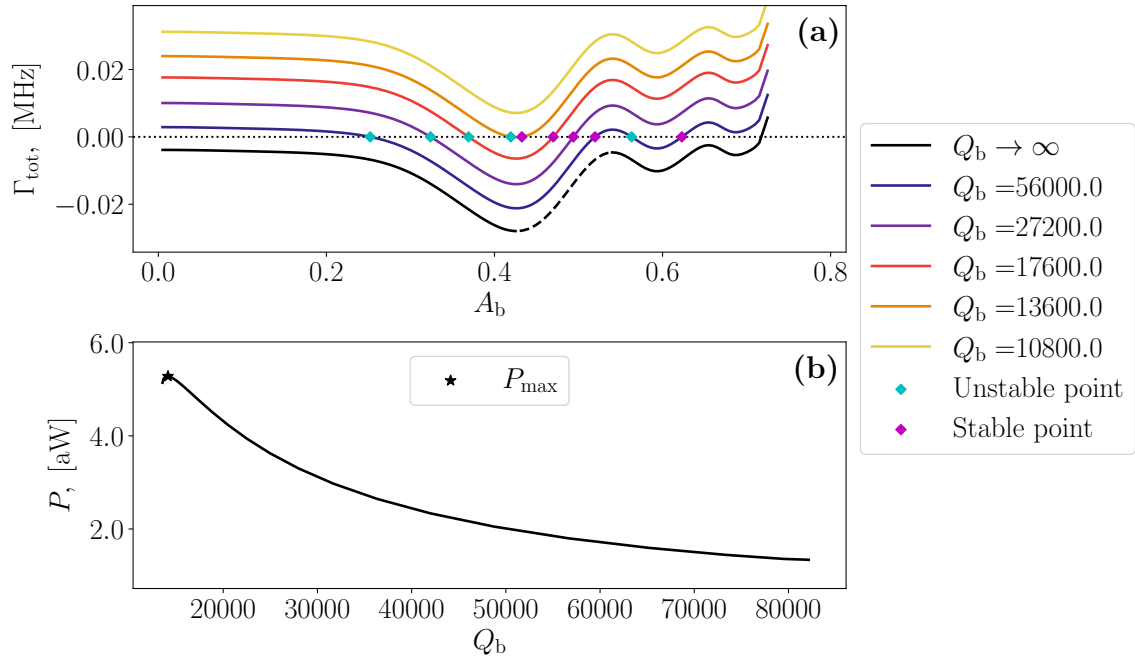 (a)
0.02
0.00
−0.02
Γtot, [MHz]
0.0 0.2 0.4 0.6 0.8
Ab
Qb → ∞
Qb =56000.0
Qb =27200.0
Qb =17600.0
Qb =13600.0
Qb =10800.0
Unstable point
Stable point
(b)
Pmax
6.0
4.0
2.0
P, [aW]
20000 30000 40000 50000 60000 70000 80000
Qb